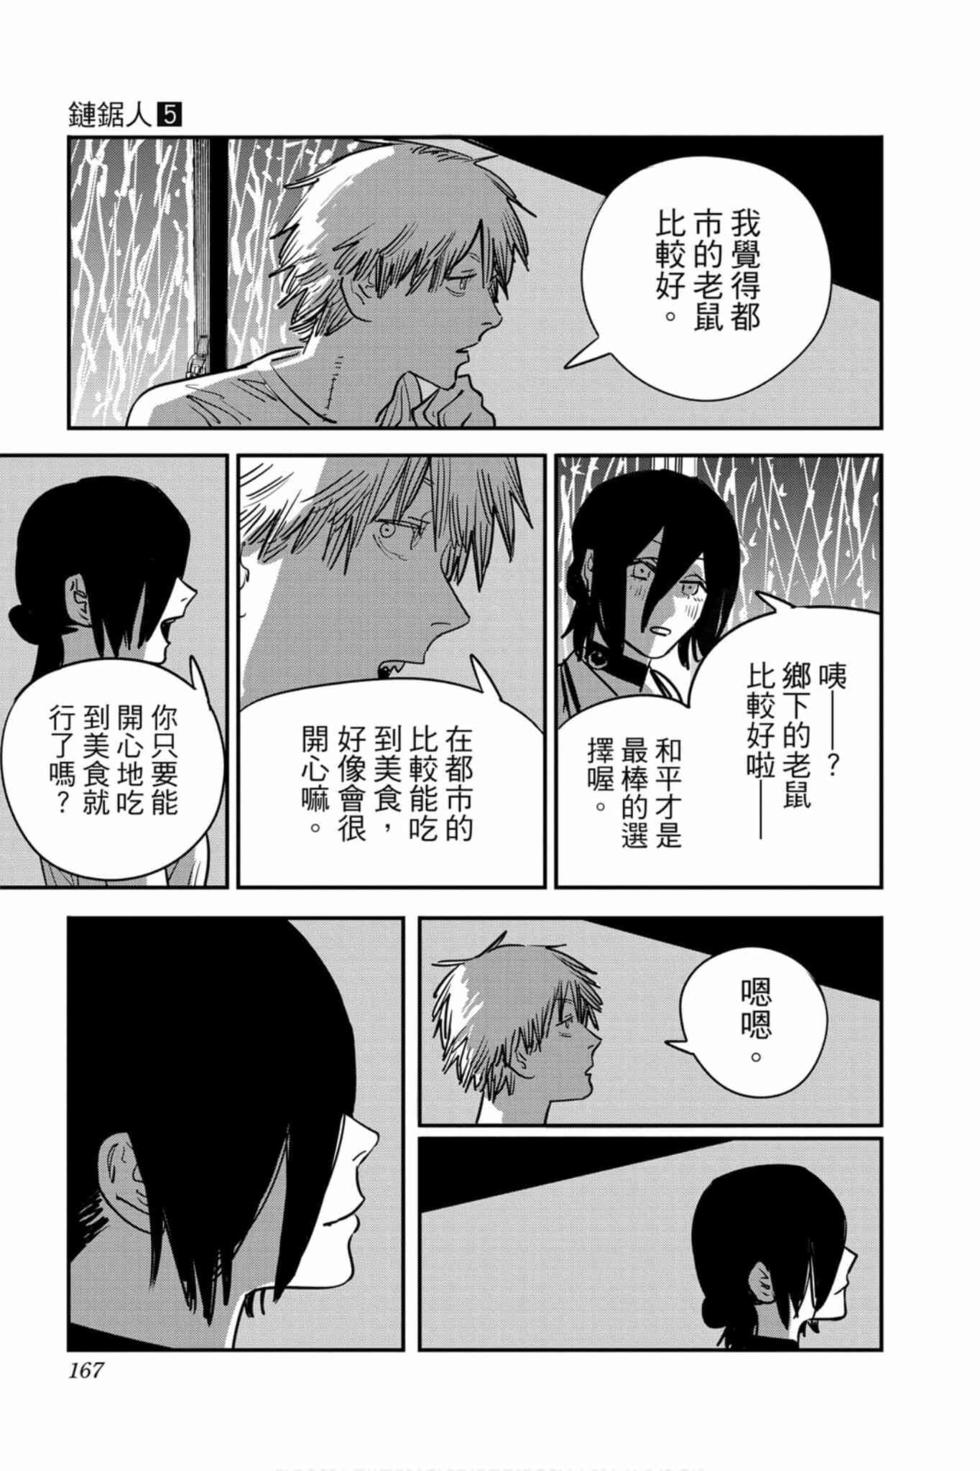 鏈鋸人5
我覺得都
市的老鼠
比較好。
咦——?
鄉下的老鼠
比較好啦——
和平才是
最棒的選
擇喔。
在都市的
比較能吃
到美食，
好像會很
開心嘛。
你只要能
開心地吃
到美食就
行了嗎?
嗯嗯。
167